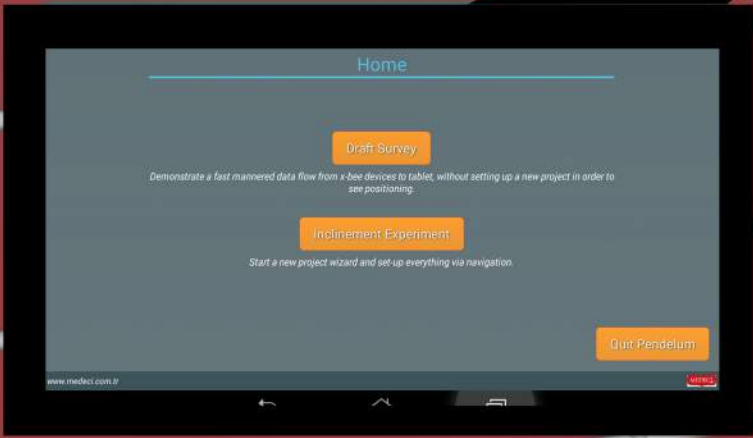 Home
Draft Survey
Demonstrate a fast mannered data flow from x-bee devices to tablet, without setting up a new project in order to
see positioning.
Inclinement Experiment
Start a new project wizard and set-up everything via navigation.
Quit Pendelum
www.medeci.com.tr